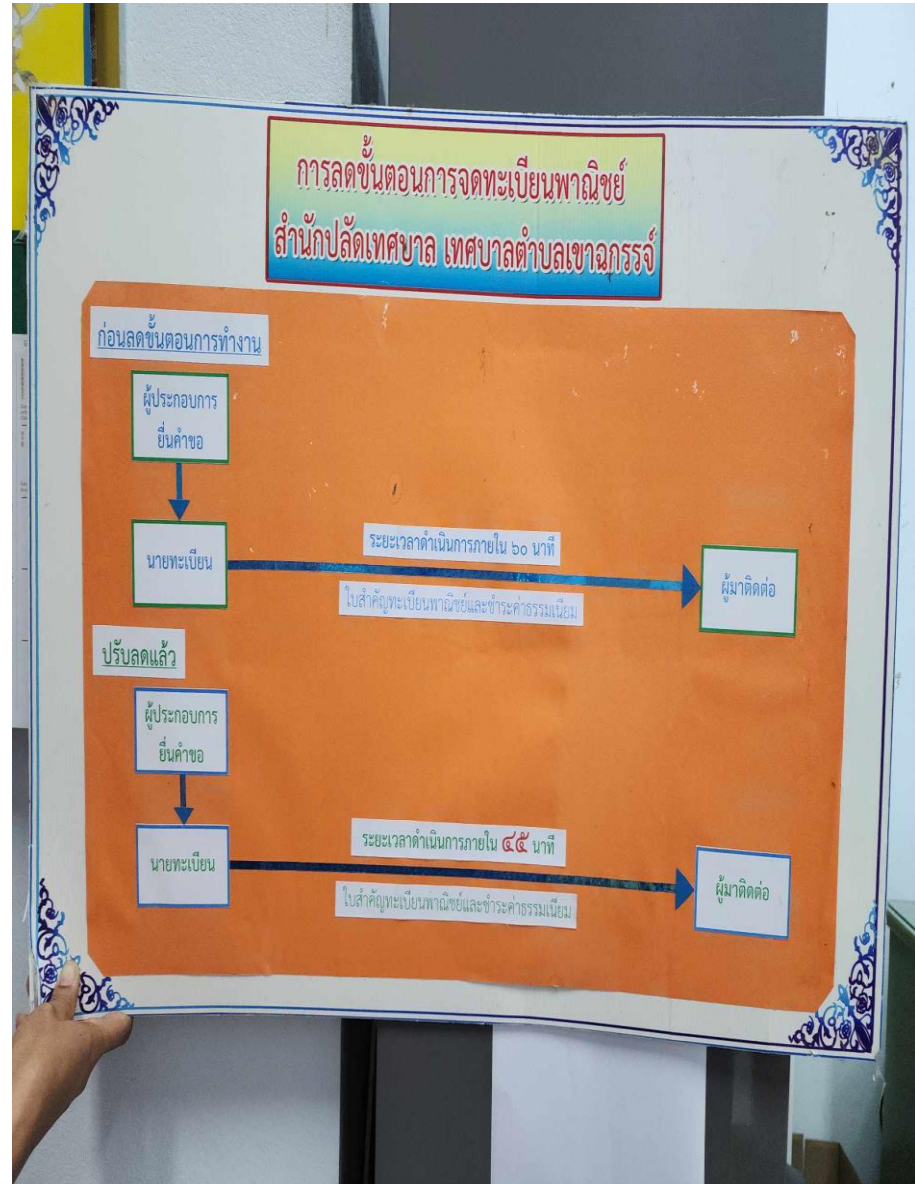 การลดขั้นตอนการจดทะเบียนพาณิชย์
สำนักปลัดเทศบาล เทศบาลตำบลเขาฉกรรจ์
ก่อนลดขั้นตอนการทำงาน
ผู้ประกอบการ
ยื่นคำขอ
นายทะเบียน
ระยะเวลาดำเนินการภายใน ๖๐ นาที
ใบสำคัญทะเบียนพาณิชย์และชำระค่าธรรมเนียม
ผู้มาติดต่อ
ปรับลดแล้ว
ผู้ประกอบการ
ยื่นคำขอ
นายทะเบียน
ระยะเวลาดำเนินการภายใน ๔๕ นาที
ใบสำคัญทะเบียนพาณิชย์และชำระค่าธรรมเนียม
ผู้มาติดต่อ